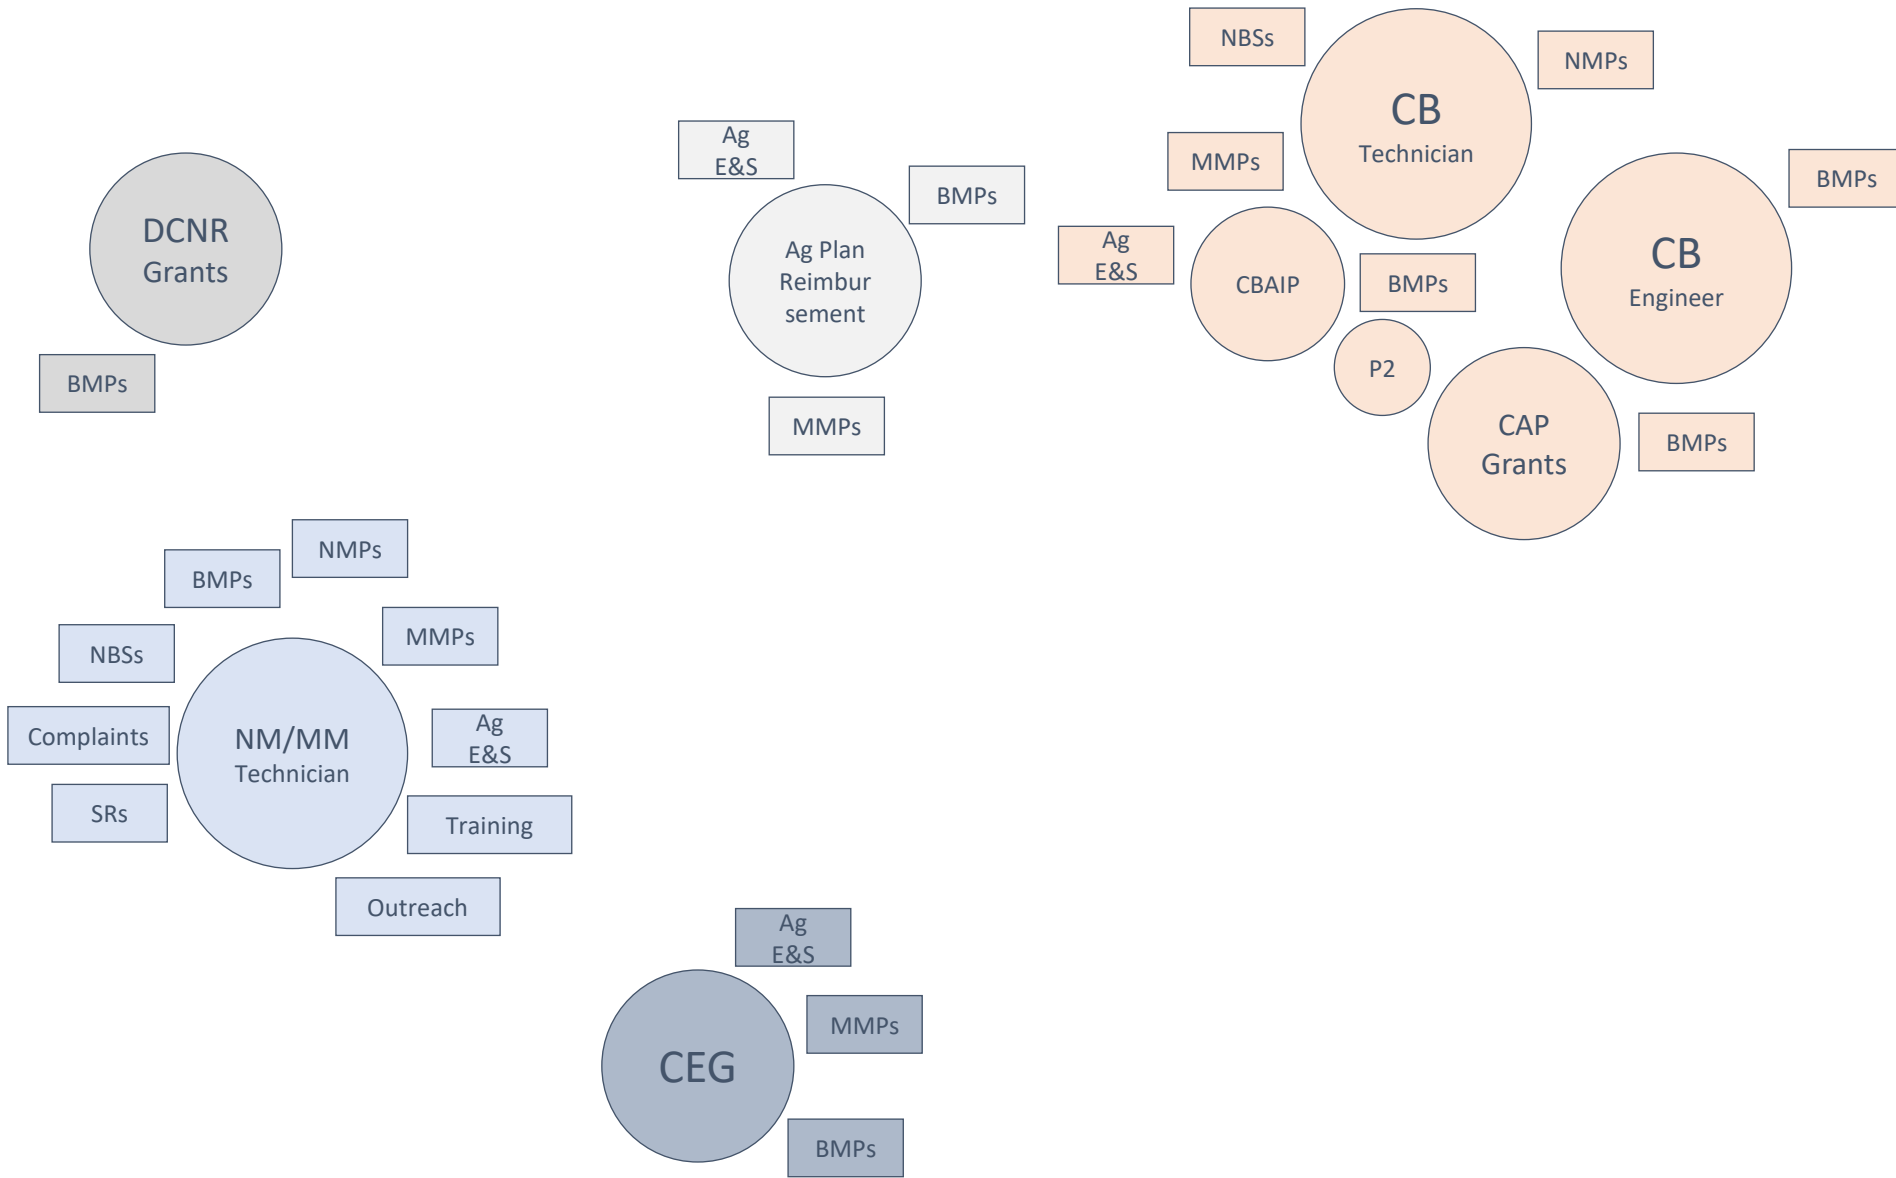 NBSs
CB
Technician
NMPs
MMPs
Ag
E&S
CBAIP
BMPs
P2
CB
Engineer
BMPs
CAP
Grants
BMPs
Ag
E&S
BMPs
Ag Plan
Reimbur
sement
MMPs
DCNR
Grants
BMPs
NMPs
BMPs
MMPs
NBSs
Complaints
NM/MM
Technician
Ag
E&S
SRs
Training
Outreach
Ag
E&S
MMPs
CEG
BMPs